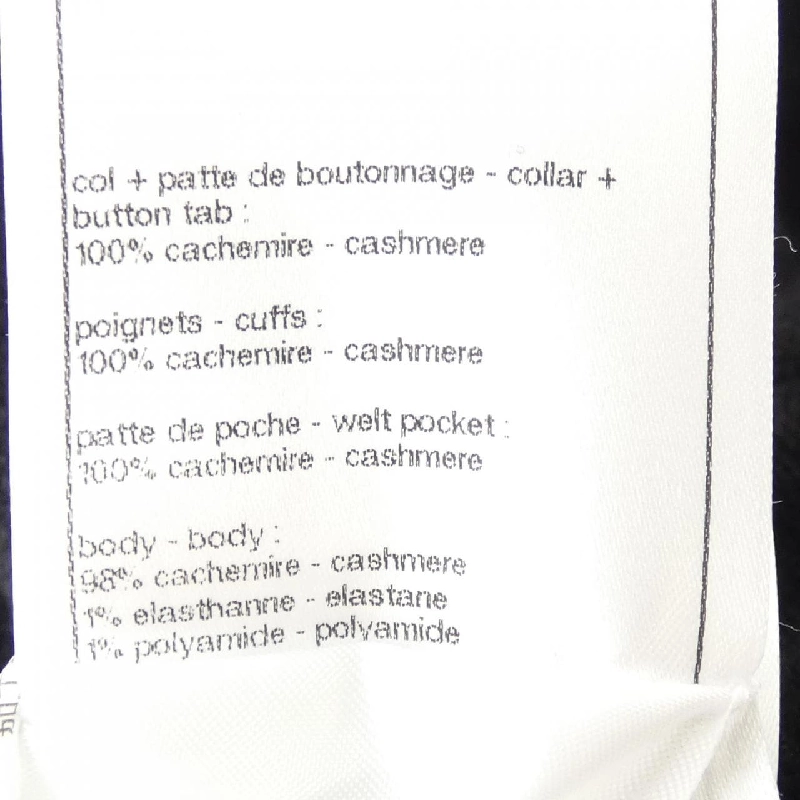 col + patte de boutonnage - collar +
button tab :
100% cachemire - cashmere
poignets - cuffs :
100% cachemire - cashmere
patte de poche - welt pocket :
100% cachemire - cashmere
body - body :
98% cachemire - cashmere
1% elasthanne - elastane
1% polyamide - polyamide